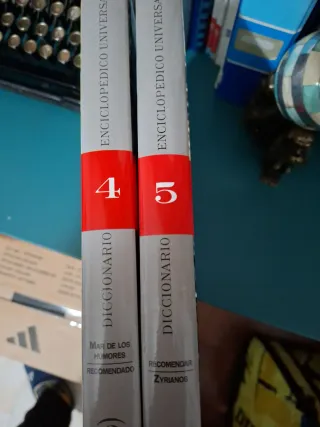 DICCIONARIO ENCICLOPEDICO UNIVERSA
4
MAR DE LOS
HUMORES
RECOMENDADO
DICCIONARIO ENCICLOPEDICO UNIVERSA
5
RECOMENDAR
ZYRIANOS